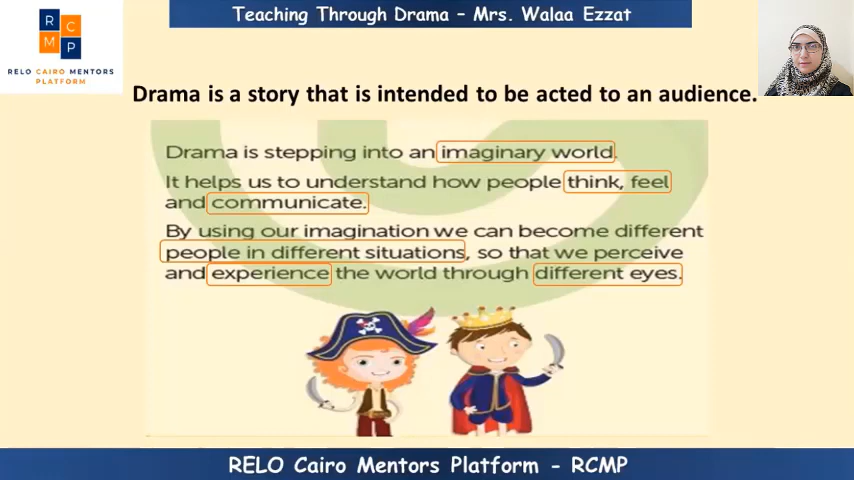 Teaching Through Drama – Mrs. Walaa Ezzat
R C
M P
RELO CAIRO MENTORS
PLATFORM
Drama is a story that is intended to be acted to an audience.
Drama is stepping into an imaginary world.
It helps us to understand how people think, feel
and communicate.
By using our imagination we can become different
people in different situations, so that we perceive
and experience the world through different eyes.
RELO Cairo Mentors Platform - RCMP